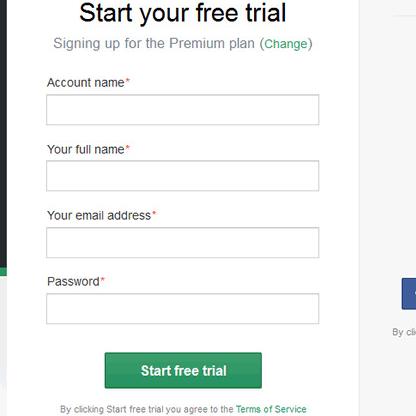 Start your free trial
Signing up for the Premium plan (Change)
Account name*
Your full name*
Your email address*
Password*
Start free trial
By clicking Start free trial you agree to the Terms of Service
By